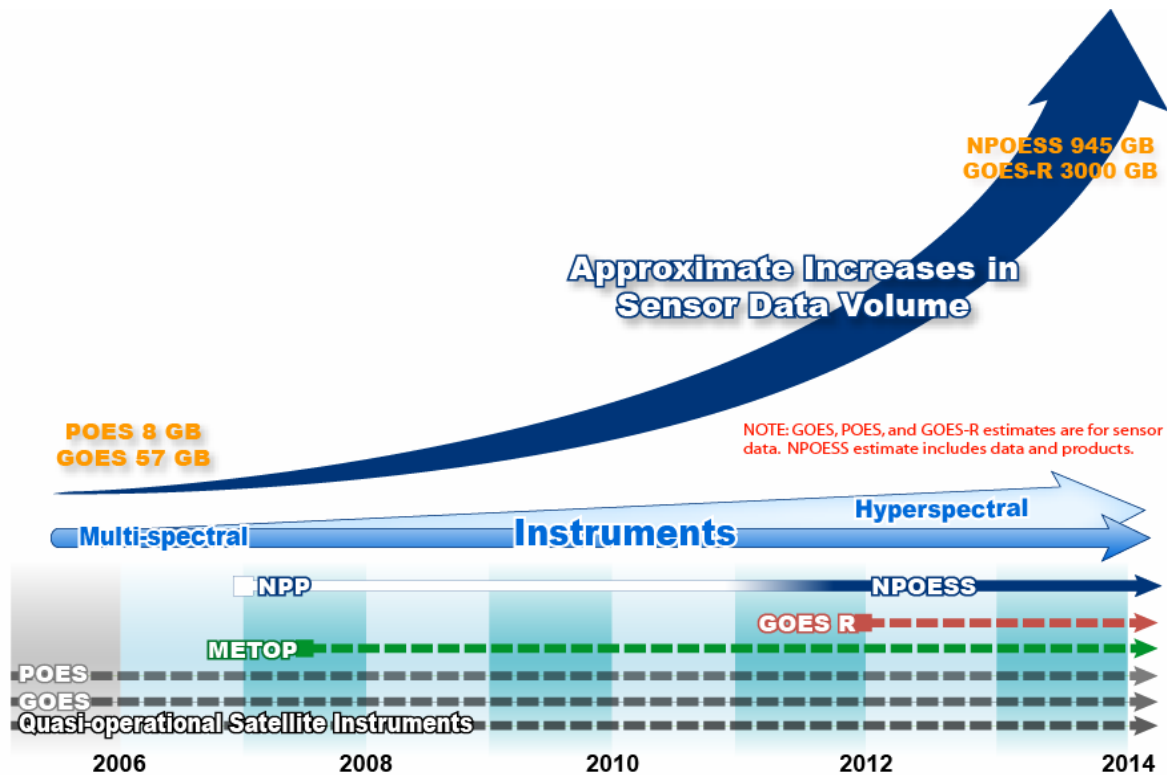 NPOESS 945 GB
GOES-R 3000 GB
Approximate Increases in
Sensor Data Volume
POES 8 GB
GOES 57 GB
NOTE: GOES, POES, and GOES-R estimates are for sensor
data. NPOESS estimate includes data and products.
Multi-spectral
Instruments
Hyperspectral
NPP
NPOESS
GOES R
METOP
POES
GOES
Quasi-operational Satellite Instruments
2006
2008
2010
2012
2014